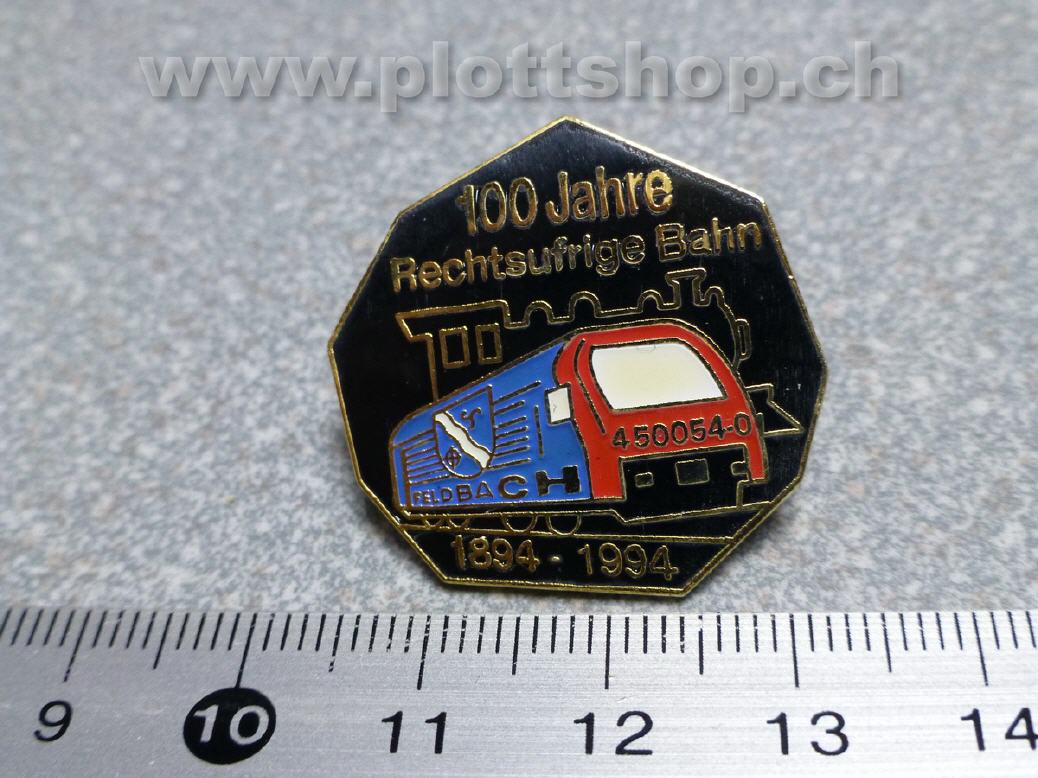 www.plottshop.ch
100 Jahre
Rechtsufrige Bahn
450054-0
FELDBACH
1894 - 1994
9 10 11 12 13 14